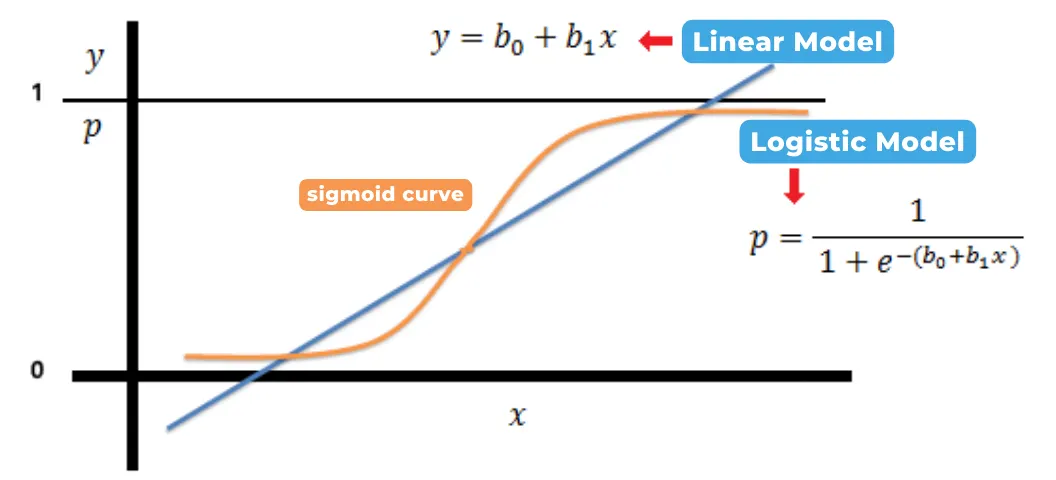 y = b₀ + b₁x
Linear Model
y
1
p
Logistic Model
sigmoid curve
p = 1 / (1 + e^−(b₀+b₁x))
0
x